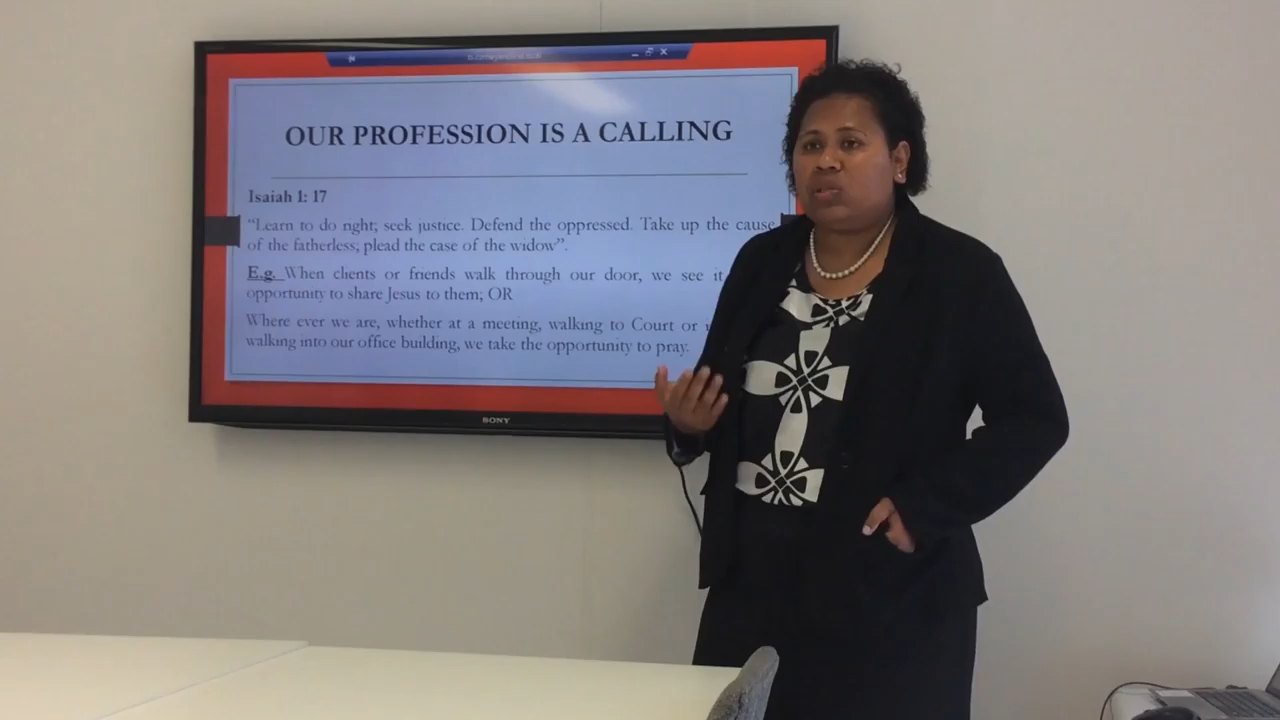 OUR PROFESSION IS A CALLING
Isaiah 1: 17
“Learn to do right; seek justice. Defend the oppressed. Take up the cause
of the fatherless; plead the case of the widow”.
E.g. When clients or friends walk through our door, we see it
opportunity to share Jesus to them; OR
Where ever we are, whether at a meeting, walking to Court or
walking into our office building, we take the opportunity to pray.
SONY